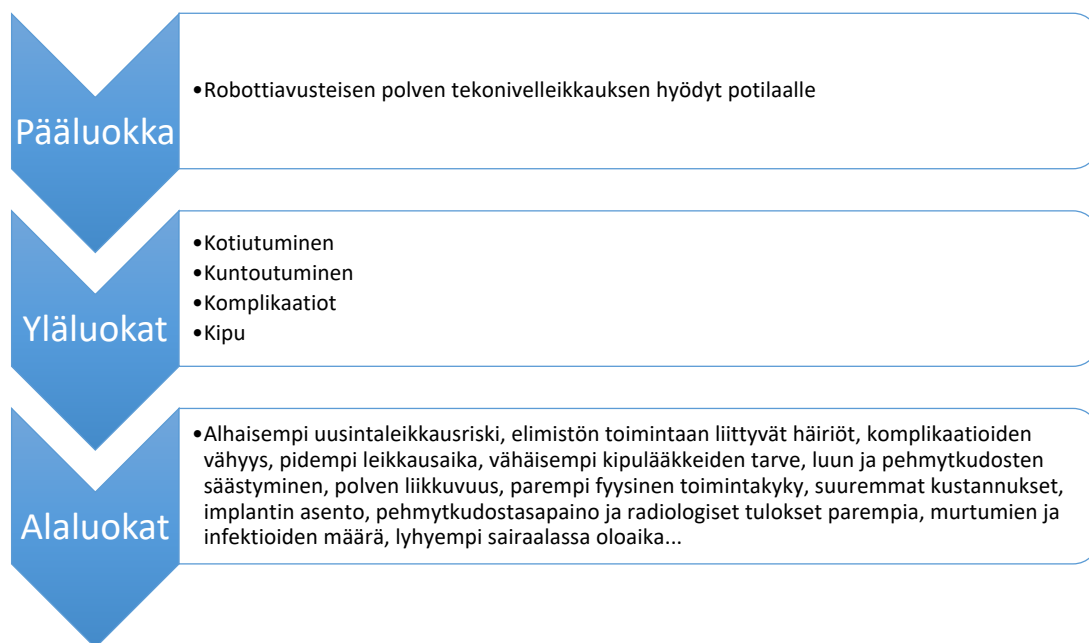 Pääluokka
•Robottiavusteisen polven tekonivelleikkauksen hyödyt potilaalle
Yläluokat
•Kotiutuminen
•Kuntoutuminen
•Komplikaatiot
•Kipu
Alaluokat
•Alhaisempi uusintaleikkausriski, elimistön toimintaan liittyvät häiriöt, komplikaatioiden
vähyys, pidempi leikkausaika, vähäisempi kipulääkkeiden tarve, luun ja pehmytkudosten
säästyminen, polven liikkuvuus, parempi fyysinen toimintakyky, suuremmat kustannukset,
implantin asento, pehmytkudostasapaino ja radiologiset tulokset parempia, murtumien ja
infektioiden määrä, lyhyempi sairaalassa oloaika...